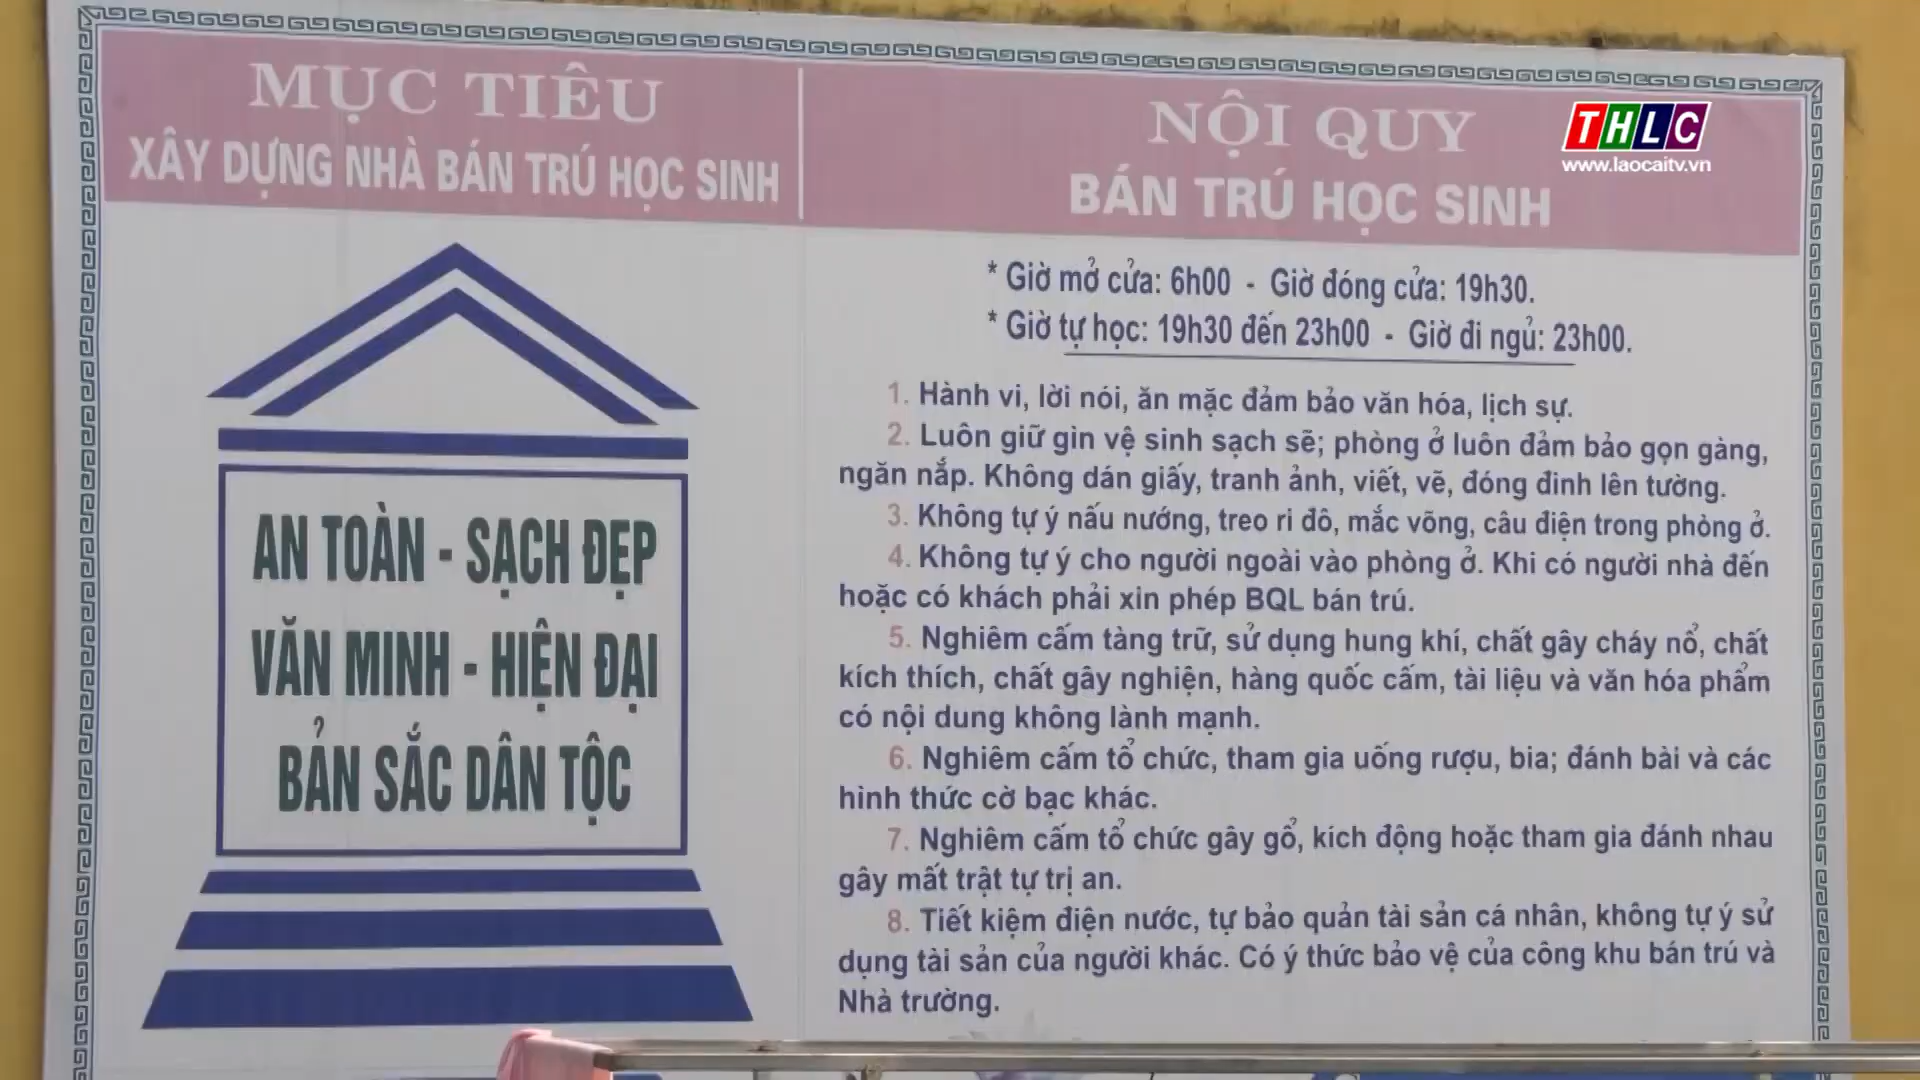 MỤC TIÊU
XÂY DỰNG NHÀ BÁN TRÚ HỌC SINH
AN TOÀN - SẠCH ĐẸP
VĂN MINH - HIỆN ĐẠI
BẢN SẮC DÂN TỘC
NỘI QUY
BÁN TRÚ HỌC SINH
THLC
www.laocaitv.vn
* Giờ mở cửa: 6h00 - Giờ đóng cửa: 19h30.
* Giờ tự học: 19h30 đến 23h00 - Giờ đi ngủ: 23h00.
1. Hành vi, lời nói, ăn mặc đảm bảo văn hóa, lịch sự.
2. Luôn giữ gìn vệ sinh sạch sẽ; phòng ở luôn đảm bảo gọn gàng,
ngăn nắp. Không dán giấy, tranh ảnh, viết, vẽ, đóng đinh lên tường.
3. Không tự ý nấu nướng, treo ri đô, mắc võng, câu điện trong phòng ở.
4. Không tự ý cho người ngoài vào phòng ở. Khi có người nhà đến
hoặc có khách phải xin phép BQL bán trú.
5. Nghiêm cấm tàng trữ, sử dụng hung khí, chất gây cháy nổ, chất
kích thích, chất gây nghiện, hàng quốc cấm, tài liệu và văn hóa phẩm
có nội dung không lành mạnh.
6. Nghiêm cấm tổ chức, tham gia uống rượu, bia; đánh bài và các
hình thức cờ bạc khác.
7. Nghiêm cấm tổ chức gây gổ, kích động hoặc tham gia đánh nhau
gây mất trật tự trị an.
8. Tiết kiệm điện nước, tự bảo quản tài sản cá nhân, không tự ý sử
dụng tài sản của người khác. Có ý thức bảo vệ của công khu bán trú và
Nhà trường.